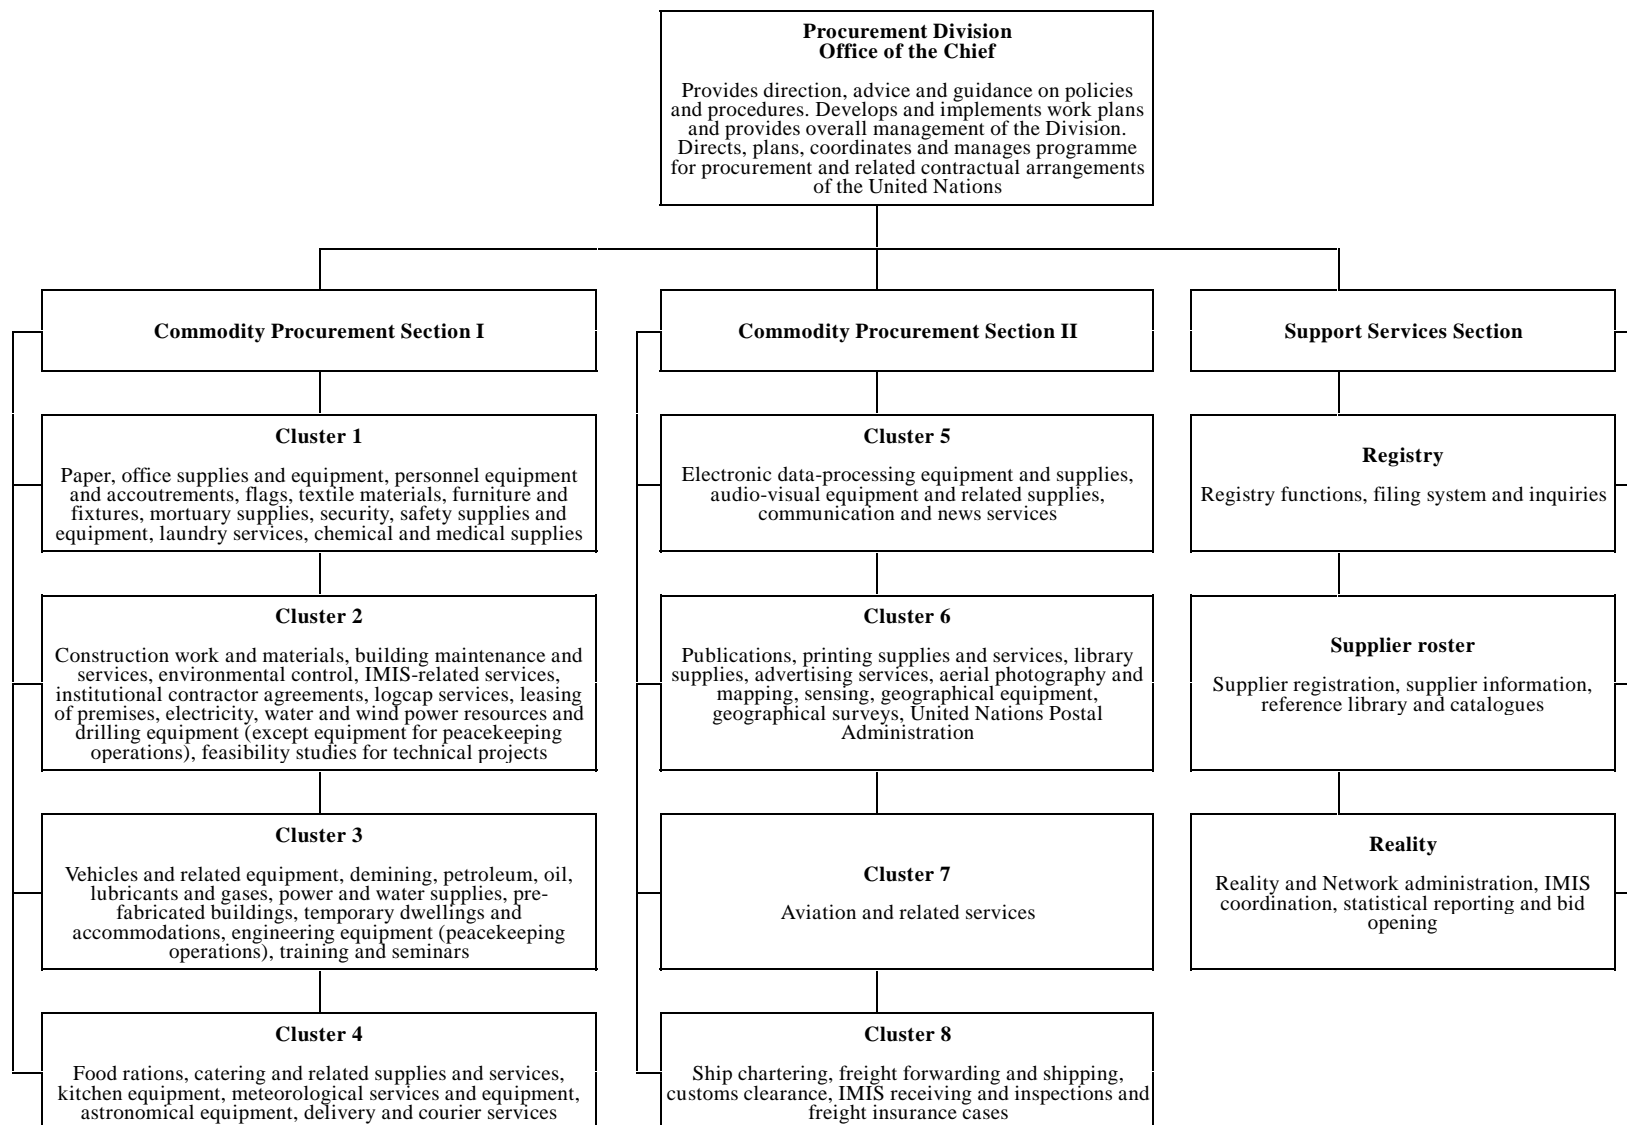 Procurement Division
Office of the Chief
Provides direction, advice and guidance on policies
and procedures. Develops and implements work plans
and provides overall management of the Division.
Directs, plans, coordinates and manages programme
for procurement and related contractual arrangements
of the United Nations
Commodity Procurement Section I
Commodity Procurement Section II
Support Services Section
Cluster 1
Paper, office supplies and equipment, personnel equipment
and accoutrements, flags, textile materials, furniture and
fixtures, mortuary supplies, security, safety supplies and
equipment, laundry services, chemical and medical supplies
Cluster 5
Electronic data-processing equipment and supplies,
audio-visual equipment and related supplies,
communication and news services
Registry
Registry functions, filing system and inquiries
Cluster 2
Construction work and materials, building maintenance and
services, environmental control, IMIS-related services,
institutional contractor agreements, logcap services, leasing
of premises, electricity, water and wind power resources and
drilling equipment (except equipment for peacekeeping
operations), feasibility studies for technical projects
Cluster 6
Publications, printing supplies and services, library
supplies, advertising services, aerial photography and
mapping, sensing, geographical equipment,
geographical surveys, United Nations Postal
Administration
Supplier roster
Supplier registration, supplier information,
reference library and catalogues
Cluster 3
Vehicles and related equipment, demining, petroleum, oil,
lubricants and gases, power and water supplies, pre-
fabricated buildings, temporary dwellings and
accommodations, engineering equipment (peacekeeping
operations), training and seminars
Cluster 7
Aviation and related services
Reality
Reality and Network administration, IMIS
coordination, statistical reporting and bid
opening
Cluster 4
Food rations, catering and related supplies and services,
kitchen equipment, meteorological services and equipment,
astronomical equipment, delivery and courier services
Cluster 8
Ship chartering, freight forwarding and shipping,
customs clearance, IMIS receiving and inspections and
freight insurance cases